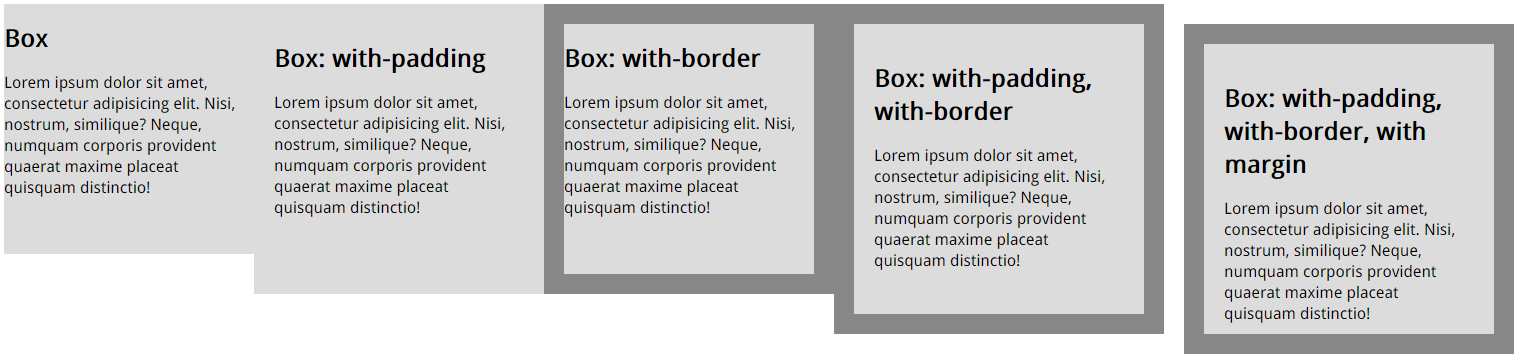 Box
Lorem ipsum dolor sit amet,
consectetur adipisicing elit. Nisi,
nostrum, similique? Neque,
numquam corporis provident
quaerat maxime placeat
quisquam distinctio!
Box: with-padding
Lorem ipsum dolor sit amet,
consectetur adipisicing elit. Nisi,
nostrum, similique? Neque,
numquam corporis provident
quaerat maxime placeat
quisquam distinctio!
Box: with-border
Lorem ipsum dolor sit amet,
consectetur adipisicing elit. Nisi,
nostrum, similique? Neque,
numquam corporis provident
quaerat maxime placeat
quisquam distinctio!
Box: with-padding,
with-border
Lorem ipsum dolor sit amet,
consectetur adipisicing elit. Nisi,
nostrum, similique? Neque,
numquam corporis provident
quaerat maxime placeat
quisquam distinctio!
Box: with-padding,
with-border, with
margin
Lorem ipsum dolor sit amet,
consectetur adipisicing elit. Nisi,
nostrum, similique? Neque,
numquam corporis provident
quaerat maxime placeat
quisquam distinctio!